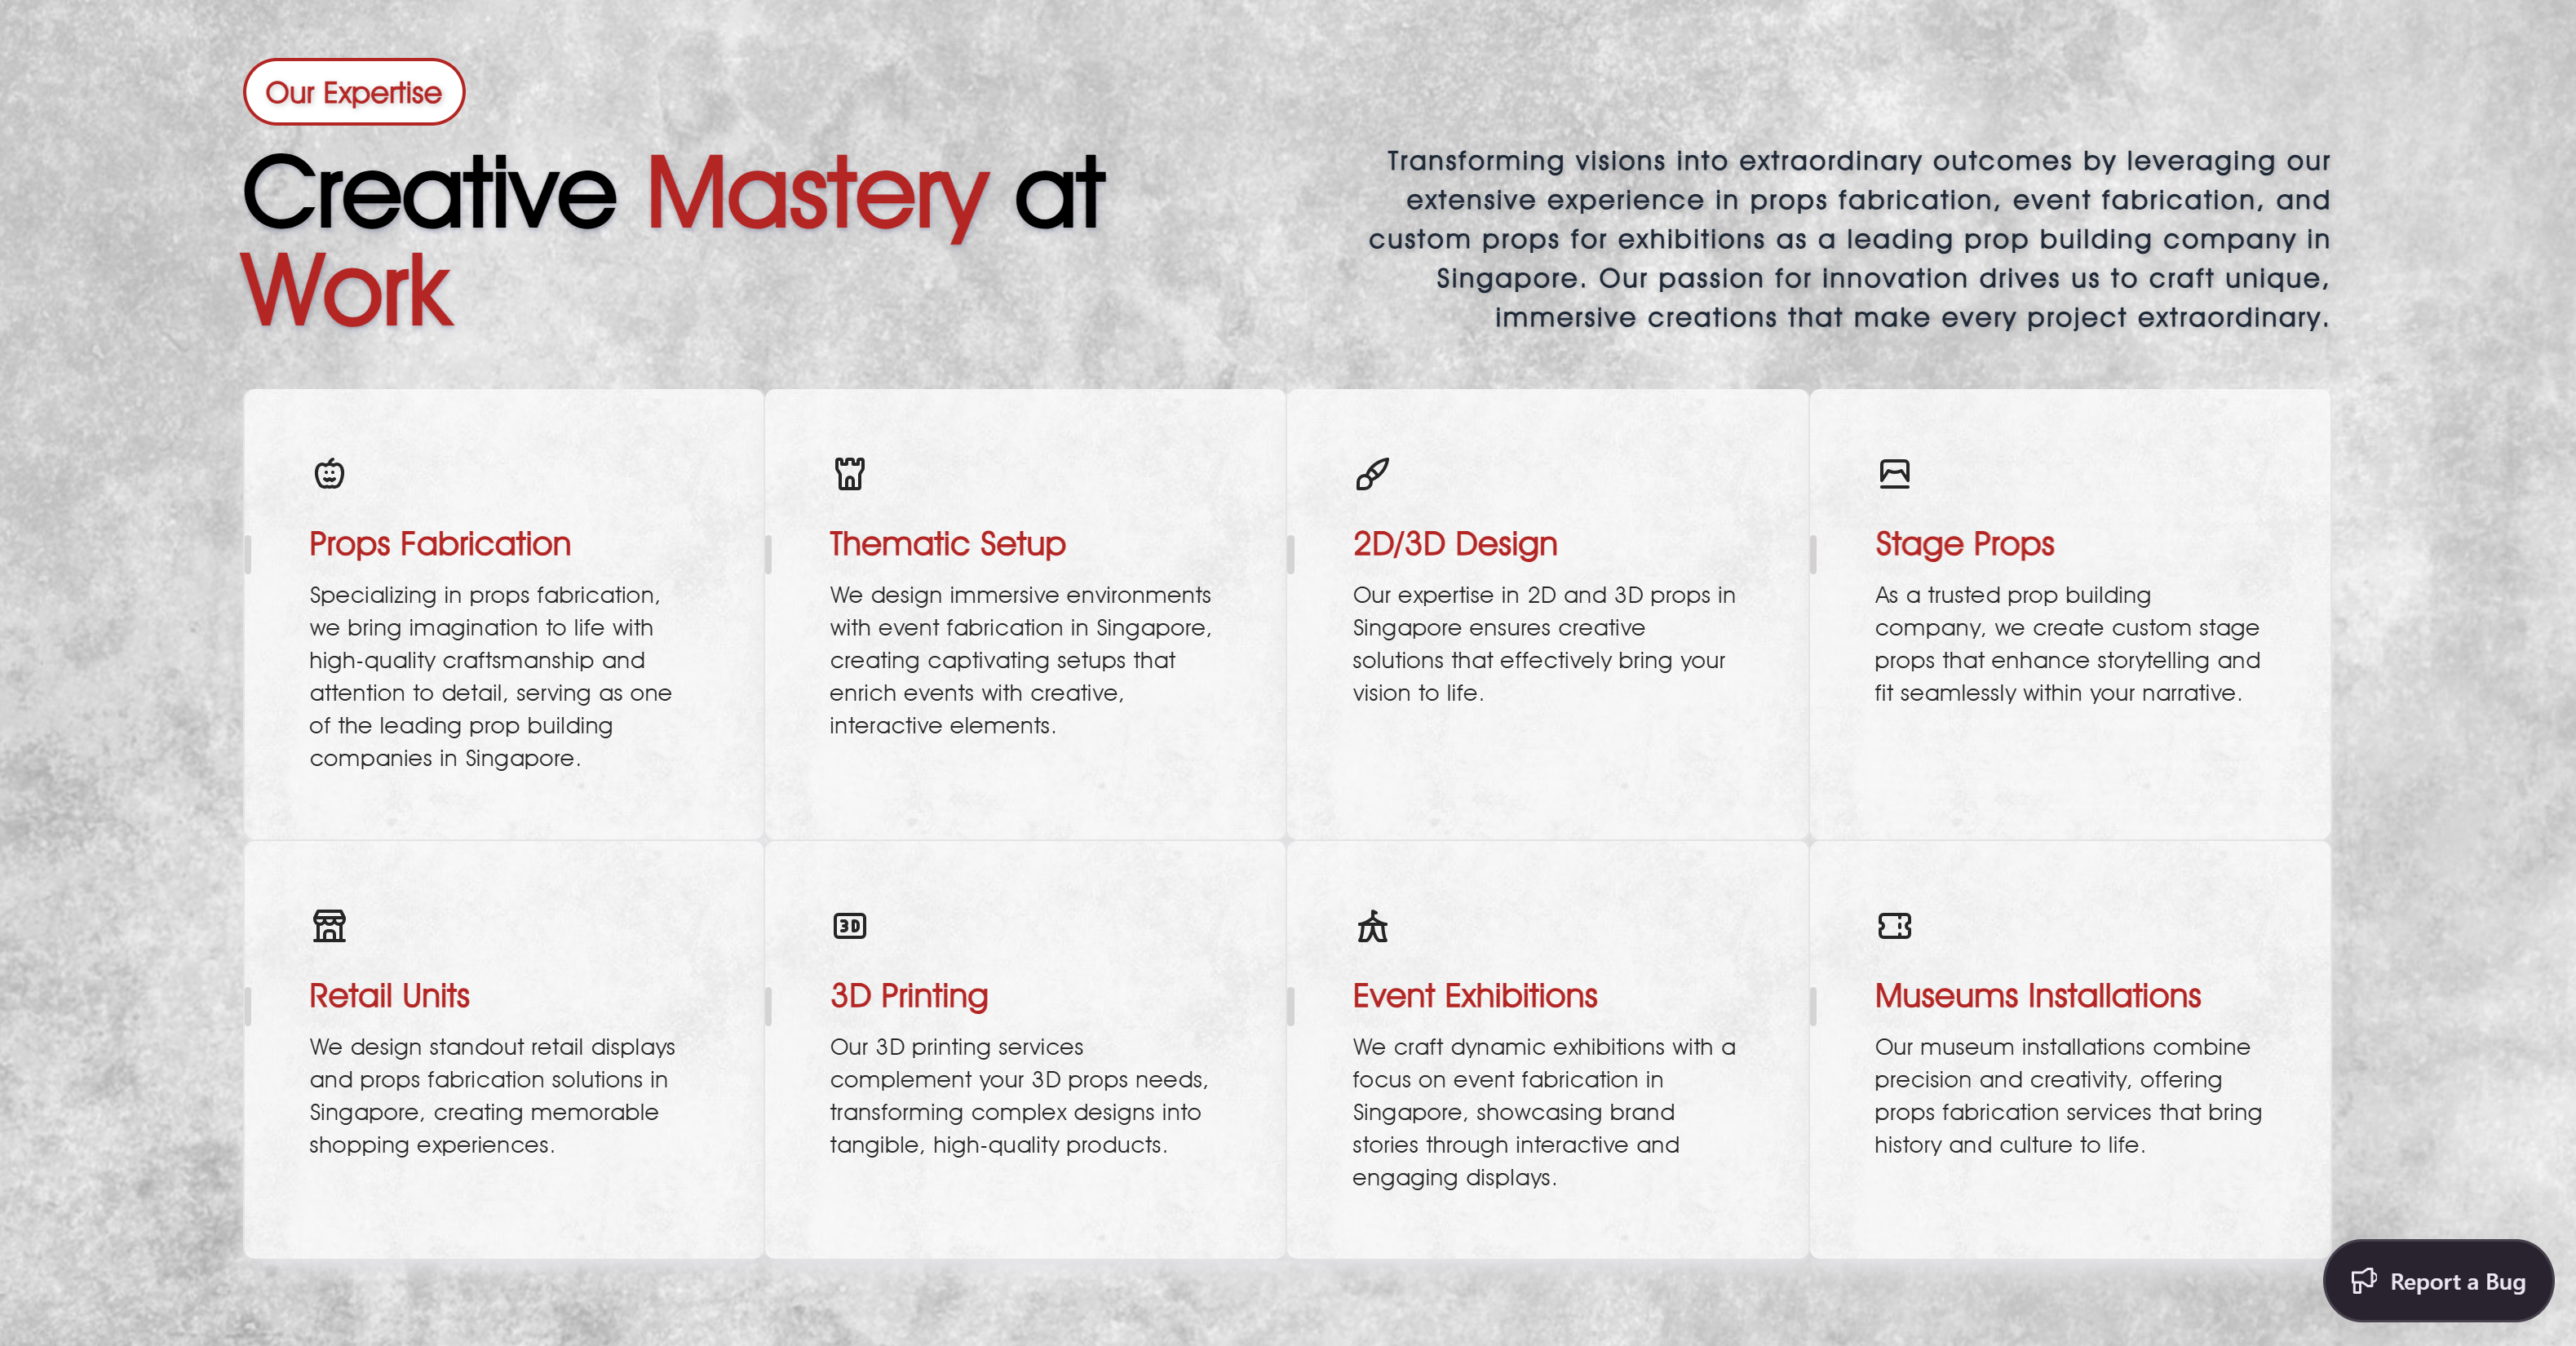 Our Expertise
Creative Mastery at
Work
Transforming visions into extraordinary outcomes by leveraging our
extensive experience in props fabrication, event fabrication, and
custom props for exhibitions as a leading prop building company in
Singapore. Our passion for innovation drives us to craft unique,
immersive creations that make every project extraordinary.
Props Fabrication
Specializing in props fabrication,
we bring imagination to life with
high-quality craftsmanship and
attention to detail, serving as one
of the leading prop building
companies in Singapore.
Thematic Setup
We design immersive environments
with event fabrication in Singapore,
creating captivating setups that
enrich events with creative,
interactive elements.
2D/3D Design
Our expertise in 2D and 3D props in
Singapore ensures creative
solutions that effectively bring your
vision to life.
Stage Props
As a trusted prop building
company, we create custom stage
props that enhance storytelling and
fit seamlessly within your narrative.
Retail Units
We design standout retail displays
and props fabrication solutions in
Singapore, creating memorable
shopping experiences.
3D
3D Printing
Our 3D printing services
complement your 3D props needs,
transforming complex designs into
tangible, high-quality products.
Event Exhibitions
We craft dynamic exhibitions with a
focus on event fabrication in
Singapore, showcasing brand
stories through interactive and
engaging displays.
Museums Installations
Our museum installations combine
precision and creativity, offering
props fabrication services that bring
history and culture to life.
Report a Bug